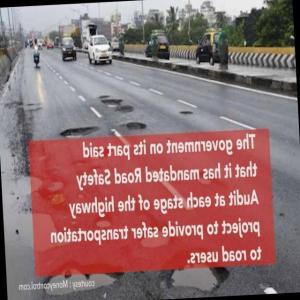 The government on its part said
that it has mandated Road Safety
Audit at each stage of the highway
project to provide safer transportation
to road users.
courtesy : Moneycontrol.com